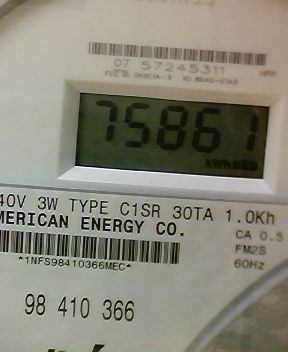 07 57245311
75861
kWh
40V 3W TYPE C1SR 30TA 1.0Kh
MERICAN ENERGY CO.
CA 0.5
FM2S
60Hz
*1NFS98410366MEC*
98 410 366